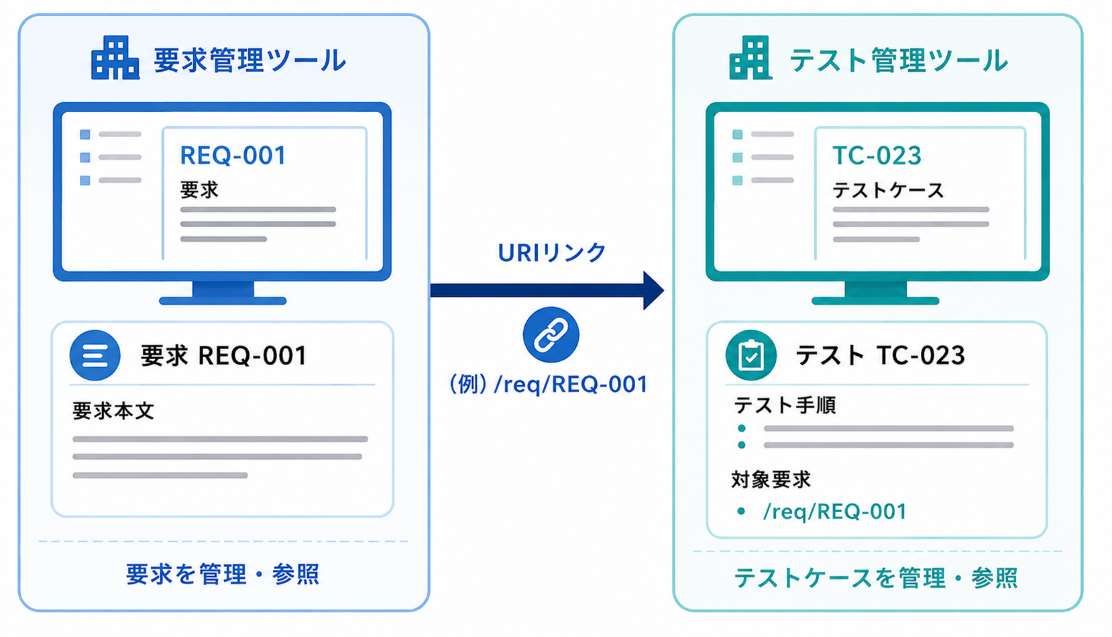 要求管理ツール
REQ-001
要求
要求 REQ-001
要求本文
要求を管理・参照
URIリンク
（例）/req/REQ-001
テスト管理ツール
TC-023
テストケース
テスト TC-023
テスト手順
対象要求
• /req/REQ-001
テストケースを管理・参照